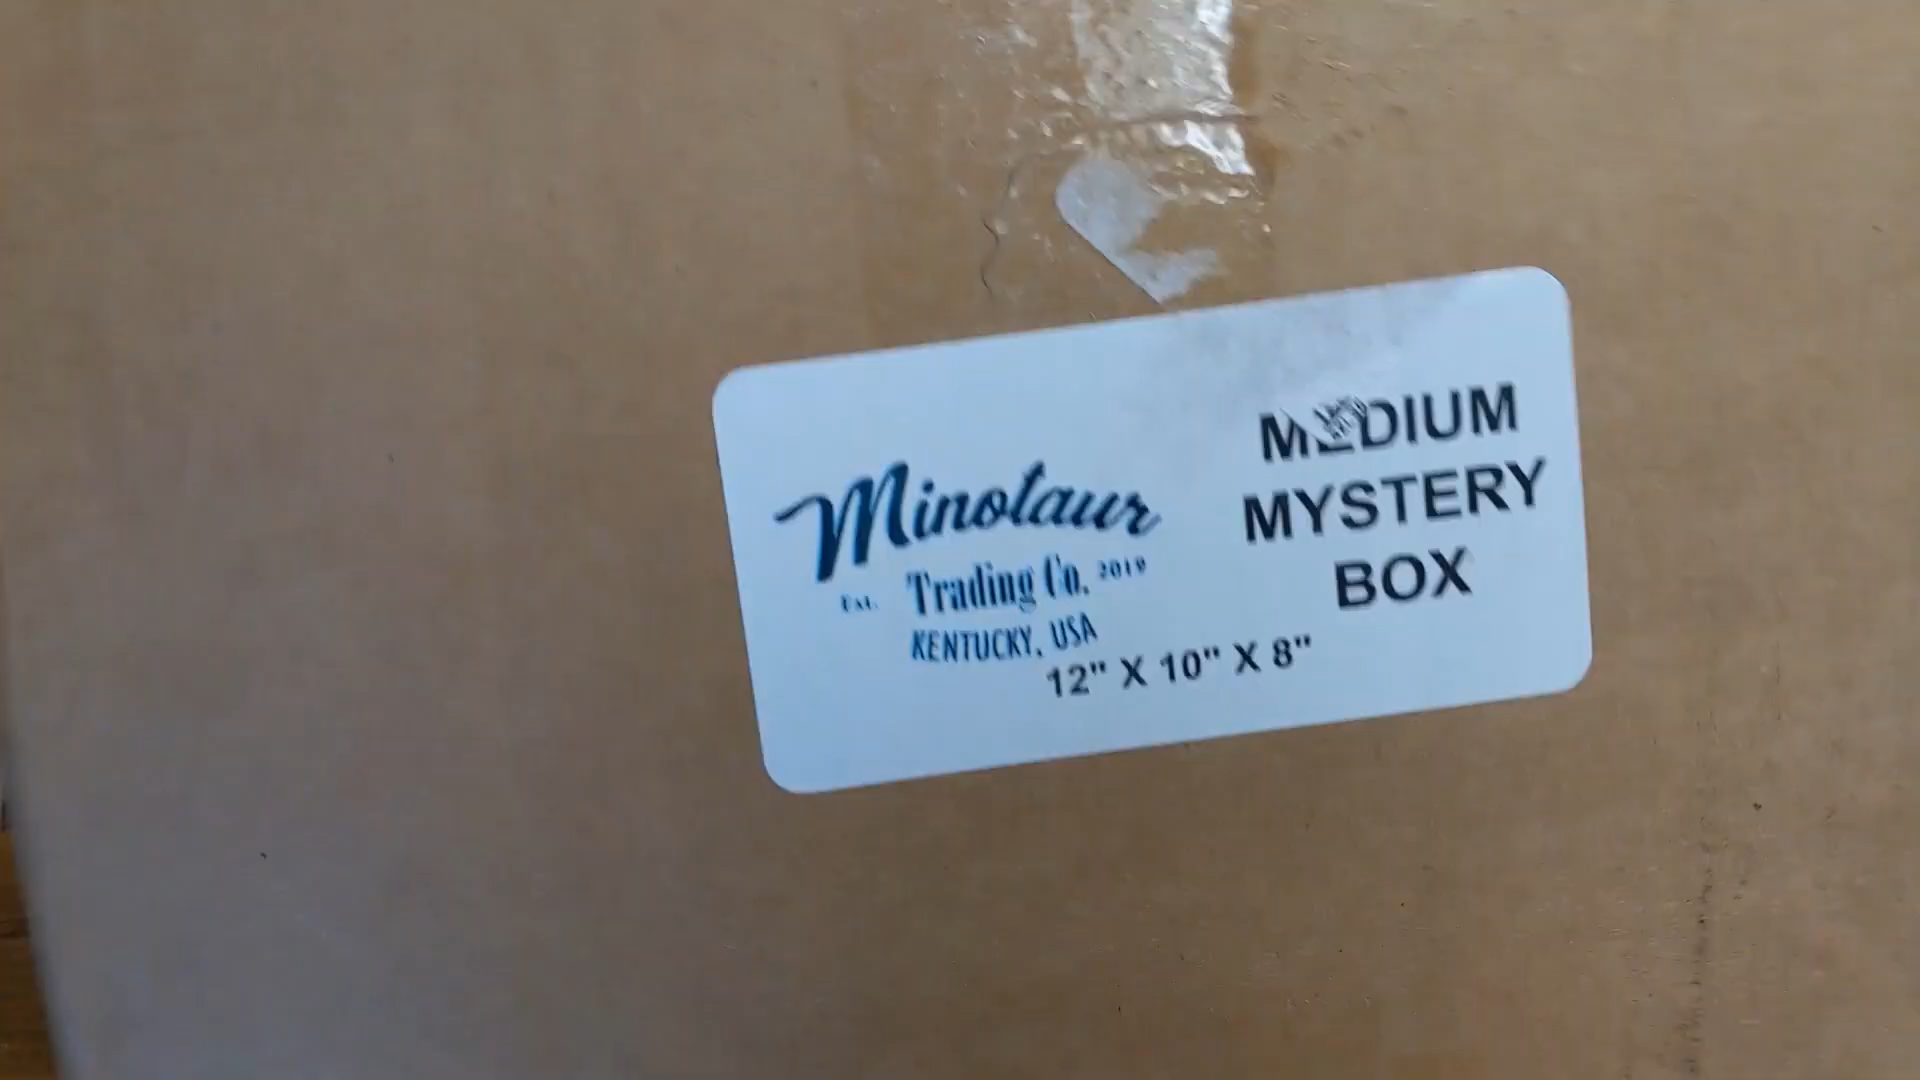 Minotaur
Est. Trading Co. 2019
KENTUCKY, USA
MEDIUM
MYSTERY
BOX
12" X 10" X 8"